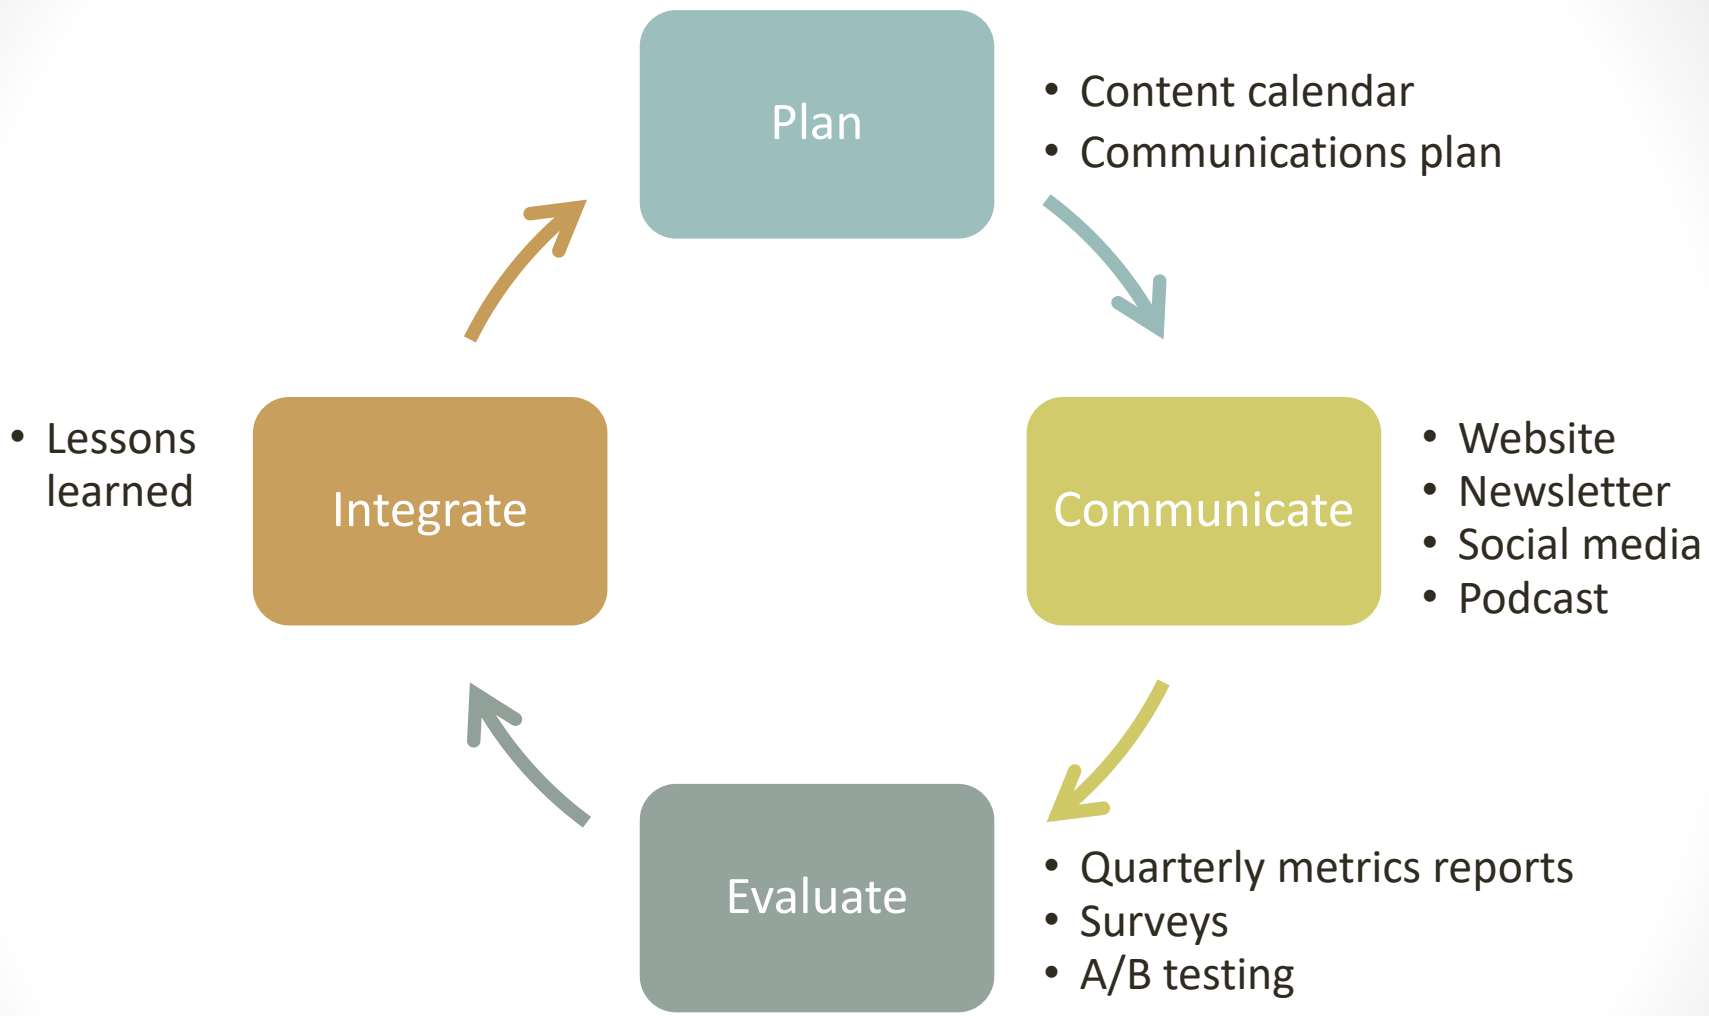 Plan
• Content calendar
• Communications plan
• Lessons
learned
Integrate
Communicate
• Website
• Newsletter
• Social media
• Podcast
Evaluate
• Quarterly metrics reports
• Surveys
• A/B testing